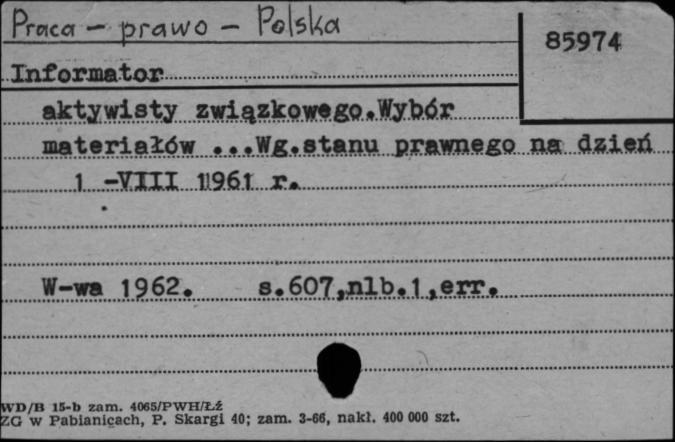 Praca - prawo - Polska
85974
Informator
aktywisty związkowego.Wybór
materiałów ...Wg.stanu prawnego na dzień
1 -VIII 1961 r.
W-wa 1962. s.607,nlb.1,err.
WD/B 15-b zam. 4065/PWH/Łź
ZG w Pabianicach, P. Skargi 40; zam. 3-66, nakł. 400 000 szt.